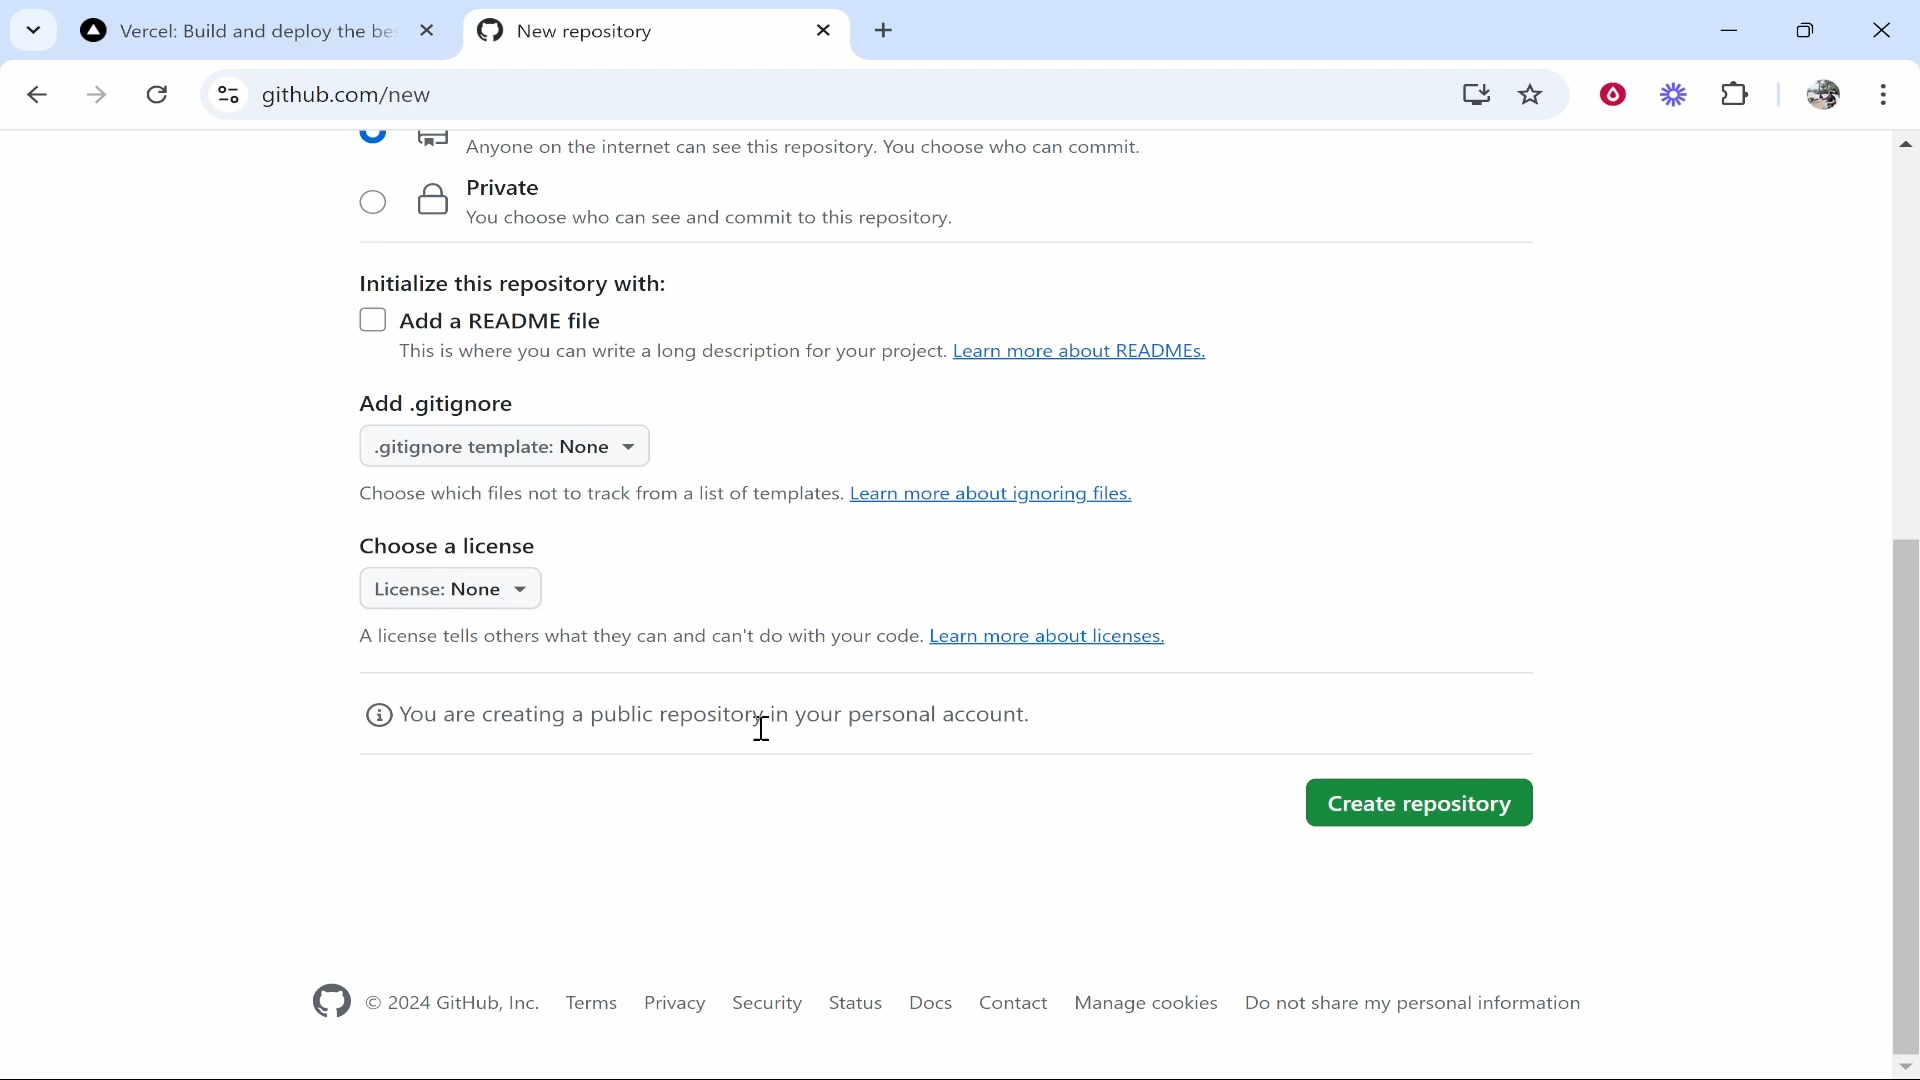 Vercel: Build and deploy the bes
New repository
github.com/new
Anyone on the internet can see this repository. You choose who can commit.
Private
You choose who can see and commit to this repository.
Initialize this repository with:
Add a README file
This is where you can write a long description for your project. Learn more about READMEs.
Add .gitignore
.gitignore template: None
Choose which files not to track from a list of templates. Learn more about ignoring files.
Choose a license
License: None
A license tells others what they can and can't do with your code. Learn more about licenses.
You are creating a public repository in your personal account.
Create repository
© 2024 GitHub, Inc. Terms Privacy Security Status Docs Contact Manage cookies Do not share my personal information